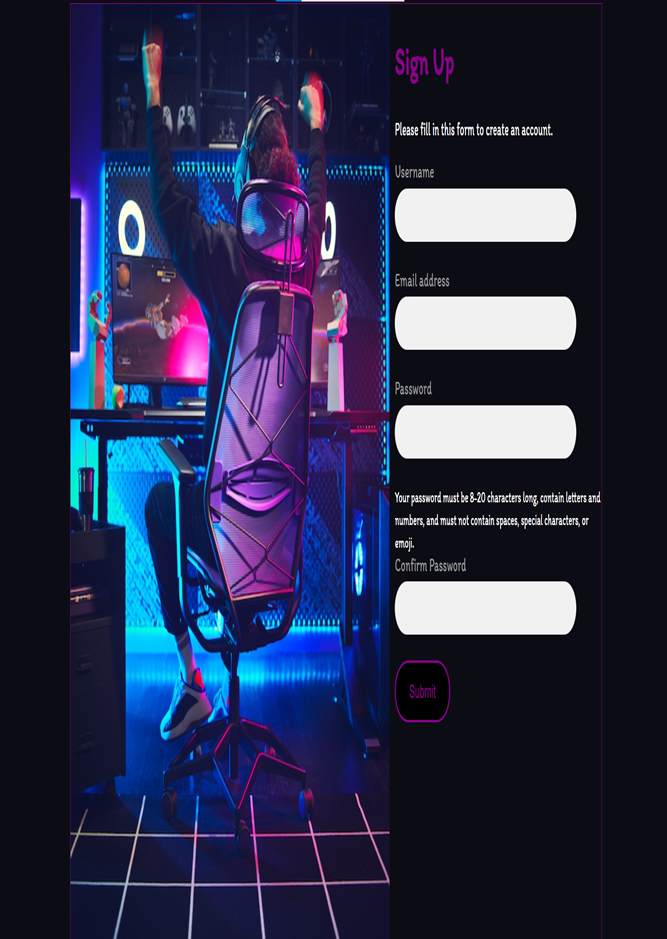 Sign Up
Please fill in this form to create an account.
Username
Email address
Password
Your password must be 8-20 characters long, contain letters and
numbers, and must not contain spaces, special characters, or
emoji.
Confirm Password
Submit